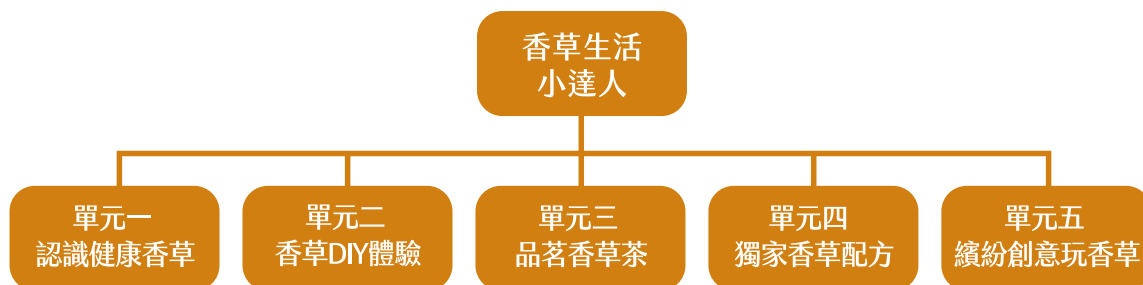 香草生活
小達人
單元一
認識健康香草
單元二
香草DIY體驗
單元三
品茗香草茶
單元四
獨家香草配方
單元五
繽紛創意玩香草